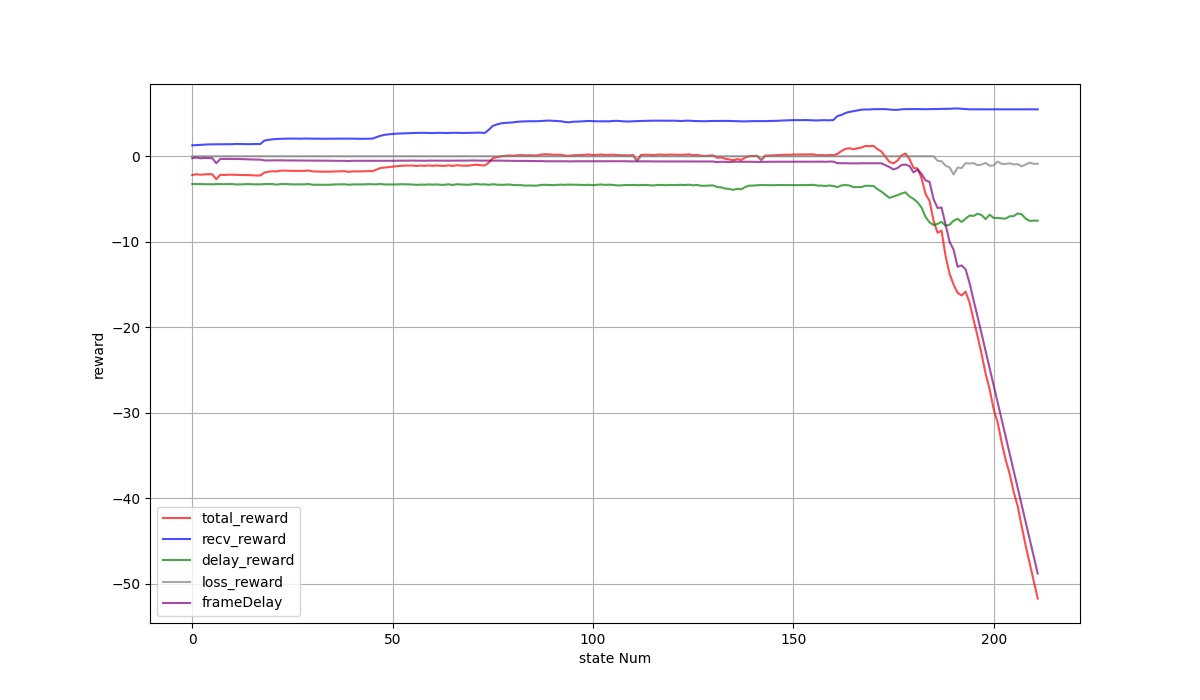 0
−10
−20
−30
−40
−50
reward
total_reward
recv_reward
delay_reward
loss_reward
frameDelay
0 50 100 150 200
state Num